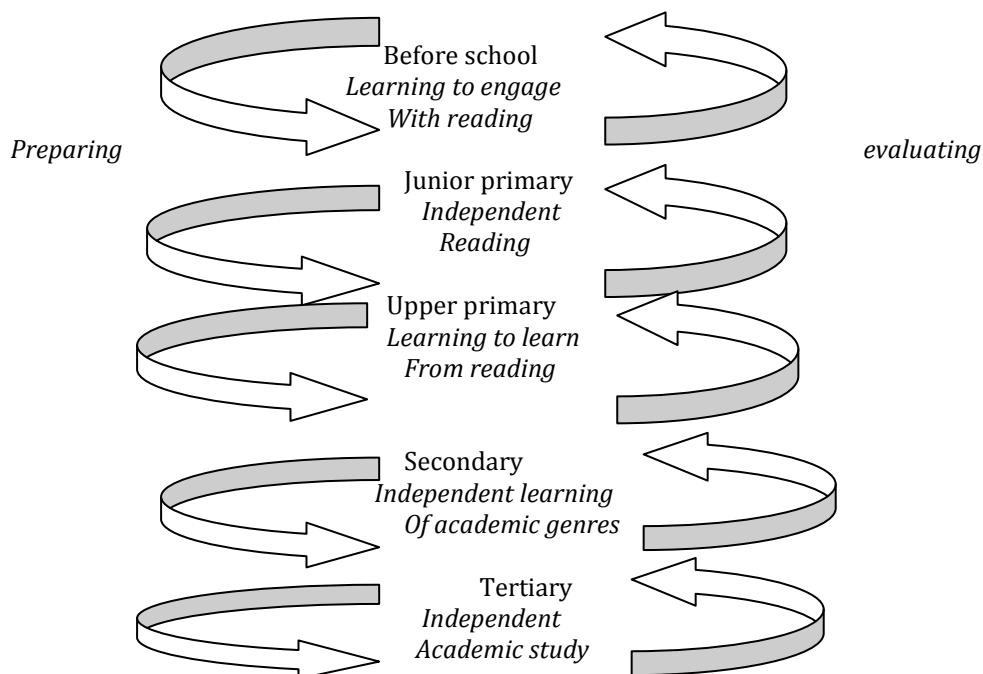 Before school
Learning to engage
With reading
Preparing
evaluating
Junior primary
Independent
Reading
Upper primary
Learning to learn
From reading
Secondary
Independent learning
Of academic genres
Tertiary
Independent
Academic study